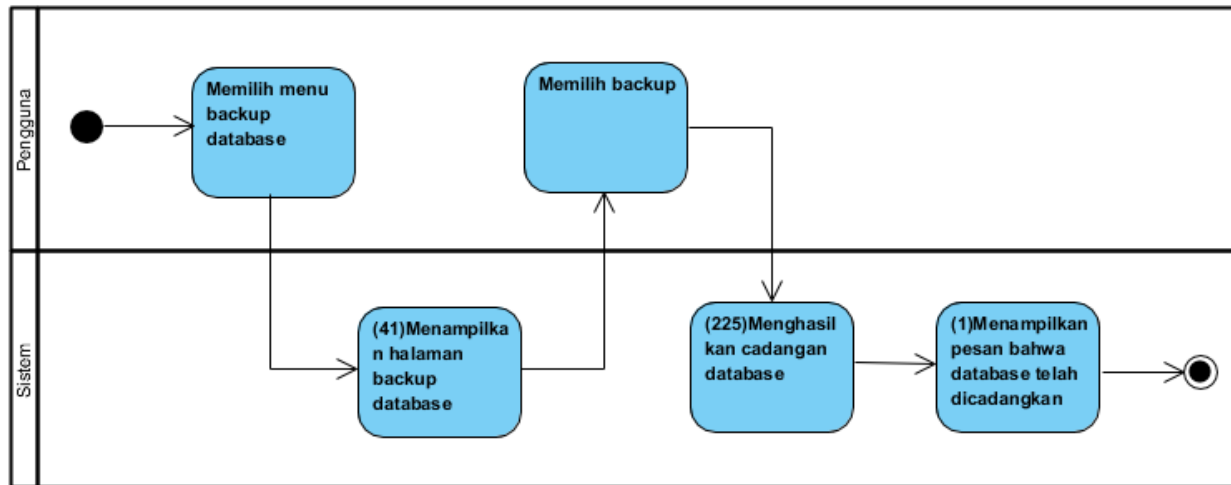 Pengguna
Memilih menu
backup
database
Memilih backup
Sistem
(41)Menampilka
n halaman
backup
database
(225)Menghasil
kan cadangan
database
(1)Menampilkan
pesan bahwa
database telah
dicadangkan